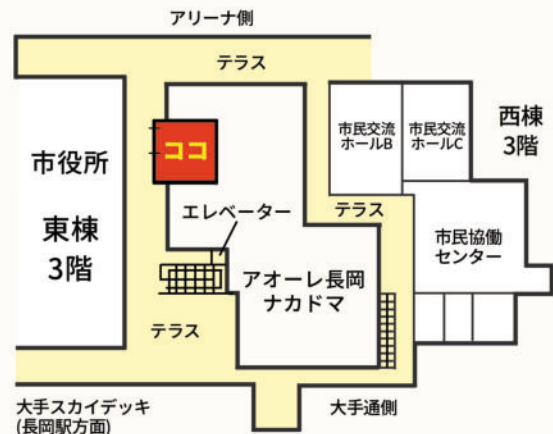 アリーナ側
テラス
市民交流
ホールB
市民交流
ホールC
西棟
3階
市役所
東棟
3階
ココ
エレベーター
テラス
市民協働
センター
アオーレ長岡
ナカドマ
テラス
大手スカイデッキ
(長岡駅方面)
大手通側